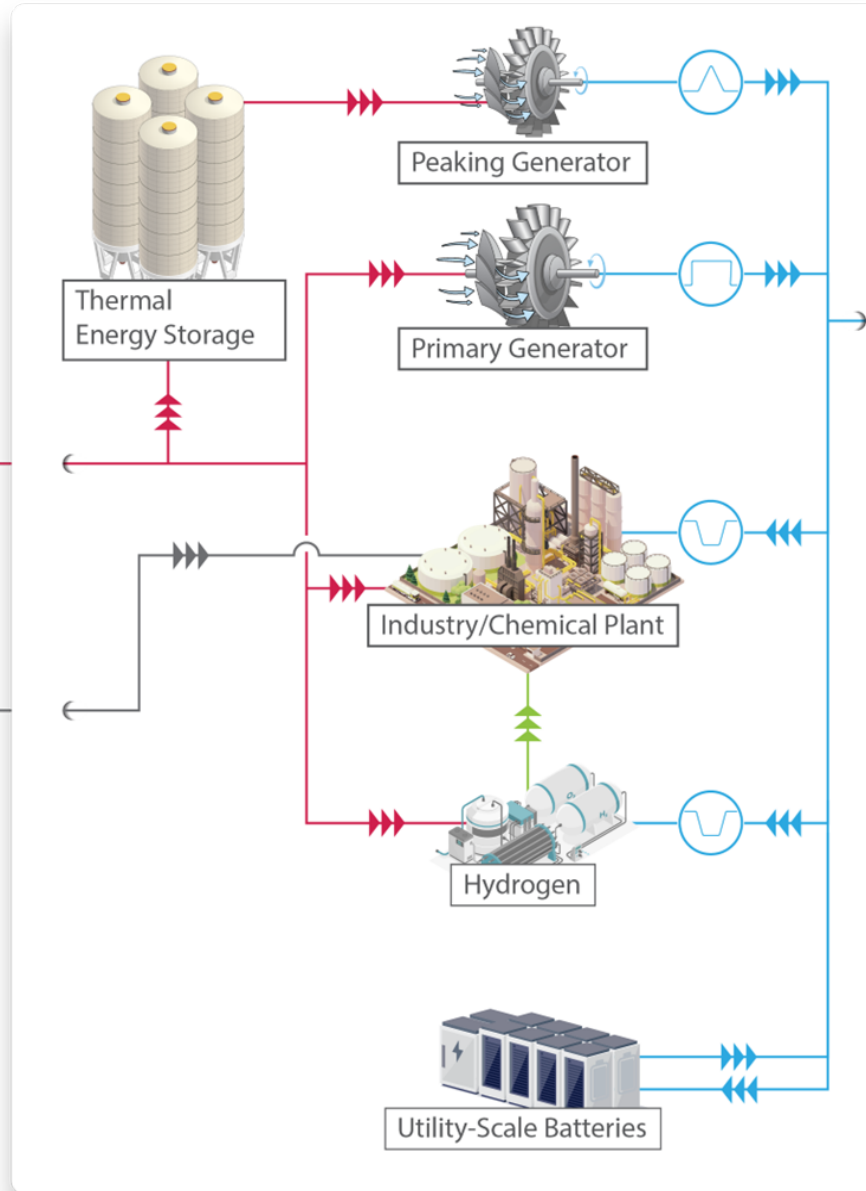 Peaking Generator
Thermal
Energy Storage
Primary Generator
Industry/Chemical Plant
Hydrogen
Utility-Scale Batteries